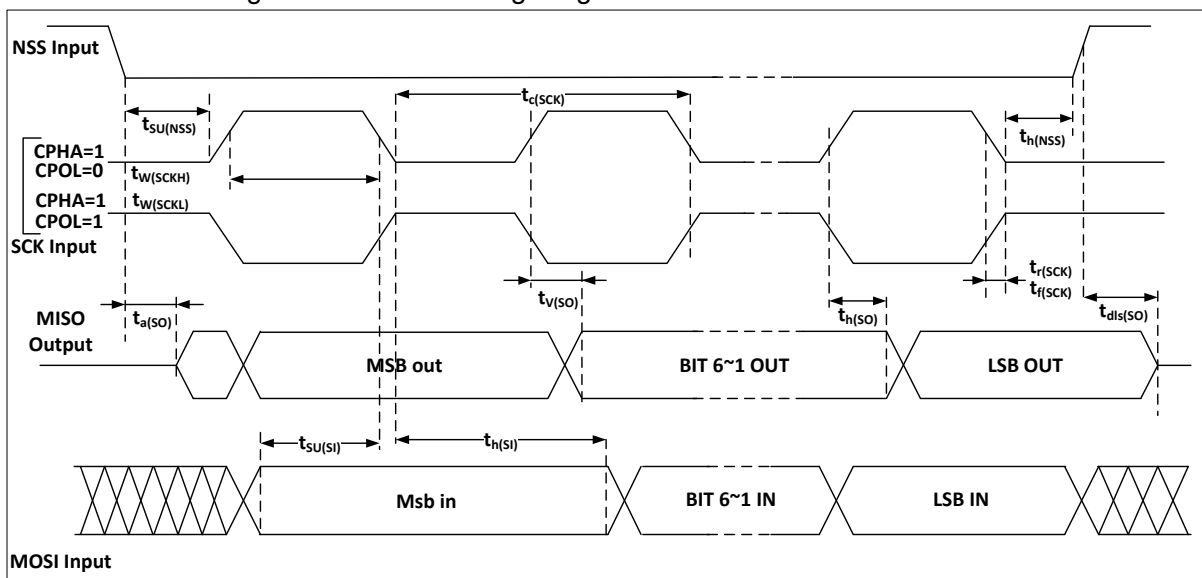 NSS Input
tc(SCK)
tSU(NSS)
th(NSS)
CPHA=1
CPOL=0
tW(SCKH)
CPHA=1
CPOL=1
tW(SCKL)
SCK Input
tV(SO)
tr(SCK)
tf(SCK)
ta(SO)
th(SO)
tdIs(SO)
MISO
Output
MSB out
BIT 6~1 OUT
LSB OUT
tSU(SI)
th(SI)
Msb in
BIT 6~1 IN
LSB IN
MOSI Input